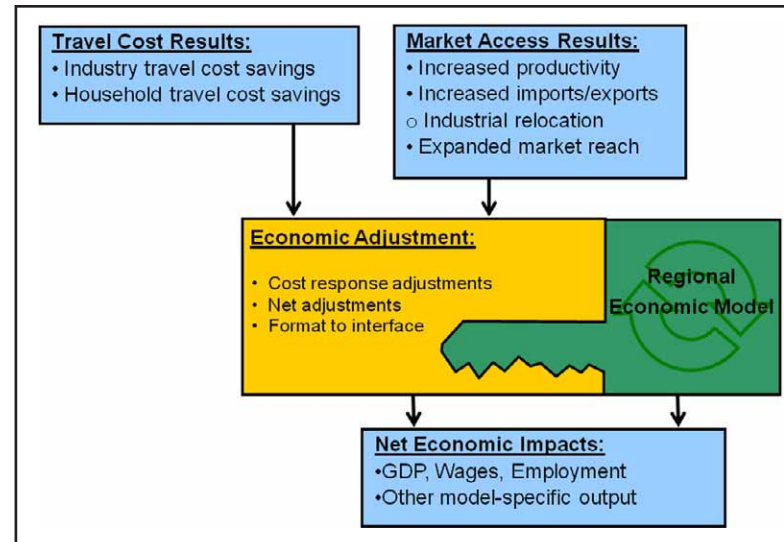 Travel Cost Results:
• Industry travel cost savings
• Household travel cost savings
Market Access Results:
• Increased productivity
• Increased imports/exports
○ Industrial relocation
• Expanded market reach
Economic Adjustment:
• Cost response adjustments
• Net adjustments
• Format to interface
Regional
Economic Model
Net Economic Impacts:
•GDP, Wages, Employment
•Other model-specific output